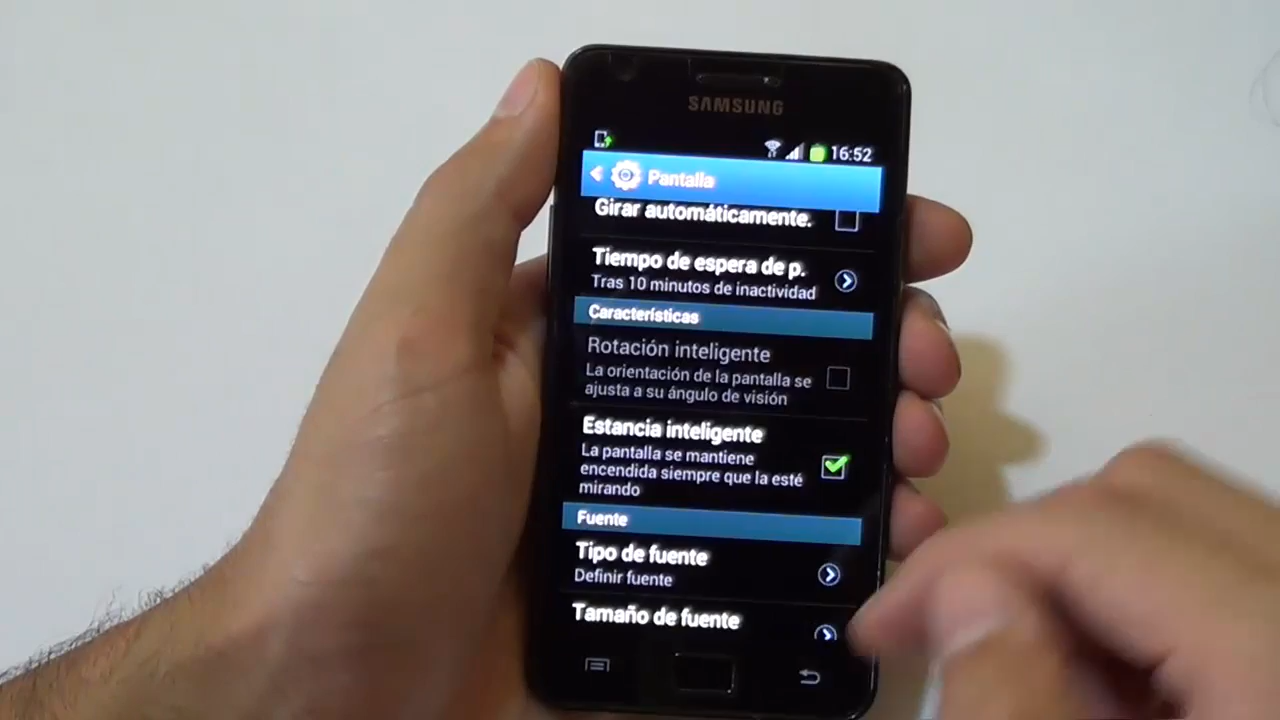 SAMSUNG
16:52
Pantalla
Girar automáticamente.
Tiempo de espera de p.
Tras 10 minutos de inactividad
Características
Rotación inteligente
La orientación de la pantalla se
ajusta a su ángulo de visión
Estancia inteligente
La pantalla se mantiene
encendida siempre que la esté
mirando
Fuente
Tipo de fuente
Definir fuente
Tamaño de fuente